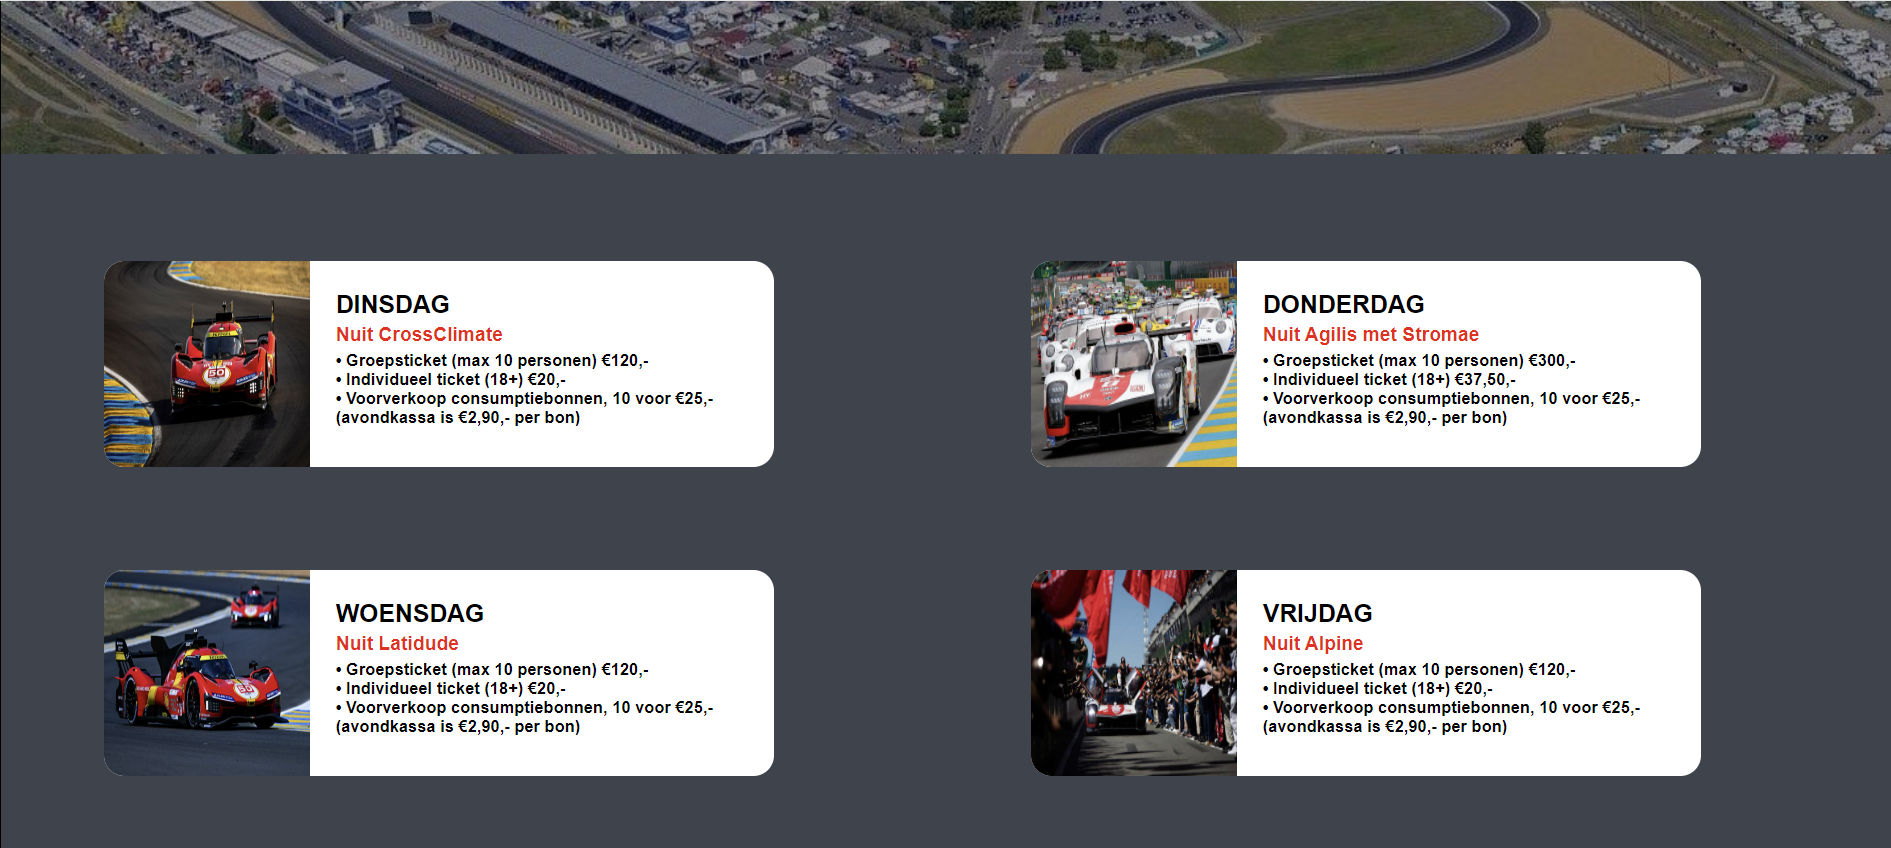 DINSDAG
Nuit CrossClimate
• Groepsticket (max 10 personen) €120,-
• Individueel ticket (18+) €20,-
• Voorverkoop consumptiebonnen, 10 voor €25,-
(avondkassa is €2,90,- per bon)
DONDERDAG
Nuit Agilis met Stromae
• Groepsticket (max 10 personen) €300,-
• Individueel ticket (18+) €37,50,-
• Voorverkoop consumptiebonnen, 10 voor €25,-
(avondkassa is €2,90,- per bon)
WOENSDAG
Nuit Latidude
• Groepsticket (max 10 personen) €120,-
• Individueel ticket (18+) €20,-
• Voorverkoop consumptiebonnen, 10 voor €25,-
(avondkassa is €2,90,- per bon)
VRIJDAG
Nuit Alpine
• Groepsticket (max 10 personen) €120,-
• Individueel ticket (18+) €20,-
• Voorverkoop consumptiebonnen, 10 voor €25,-
(avondkassa is €2,90,- per bon)
50
50